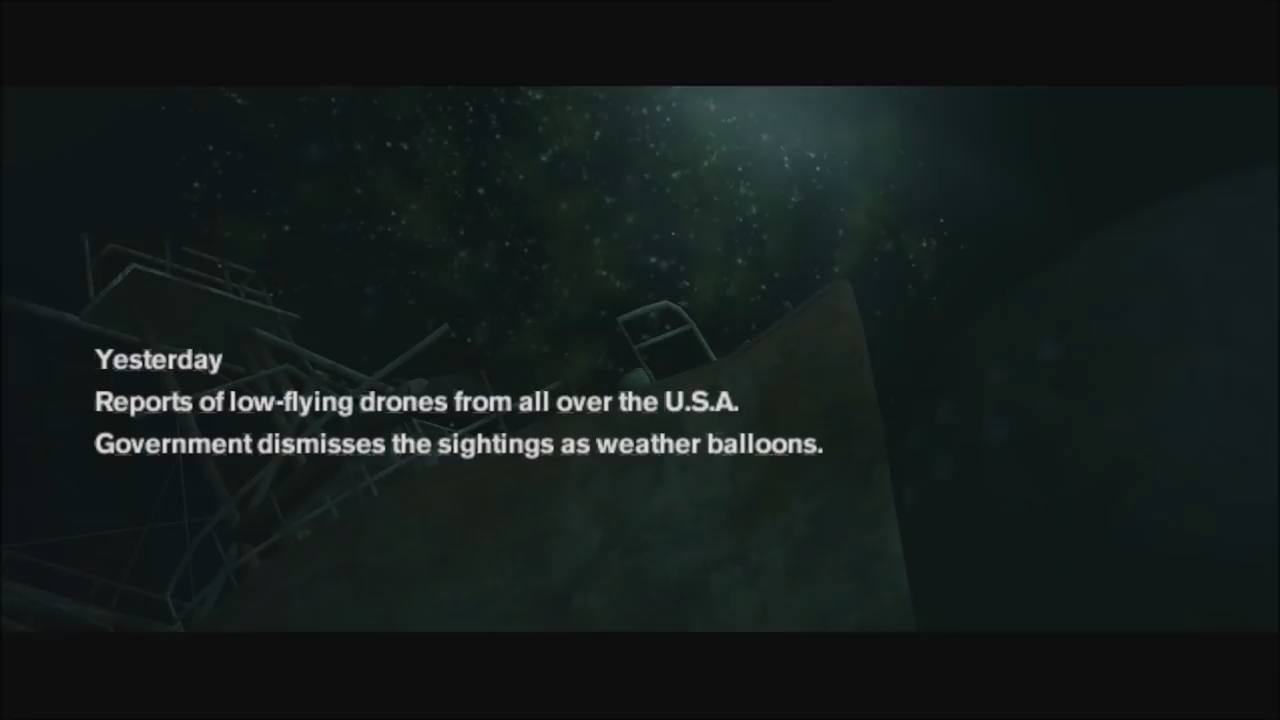 Yesterday
Reports of low-flying drones from all over the U.S.A.
Government dismisses the sightings as weather balloons.